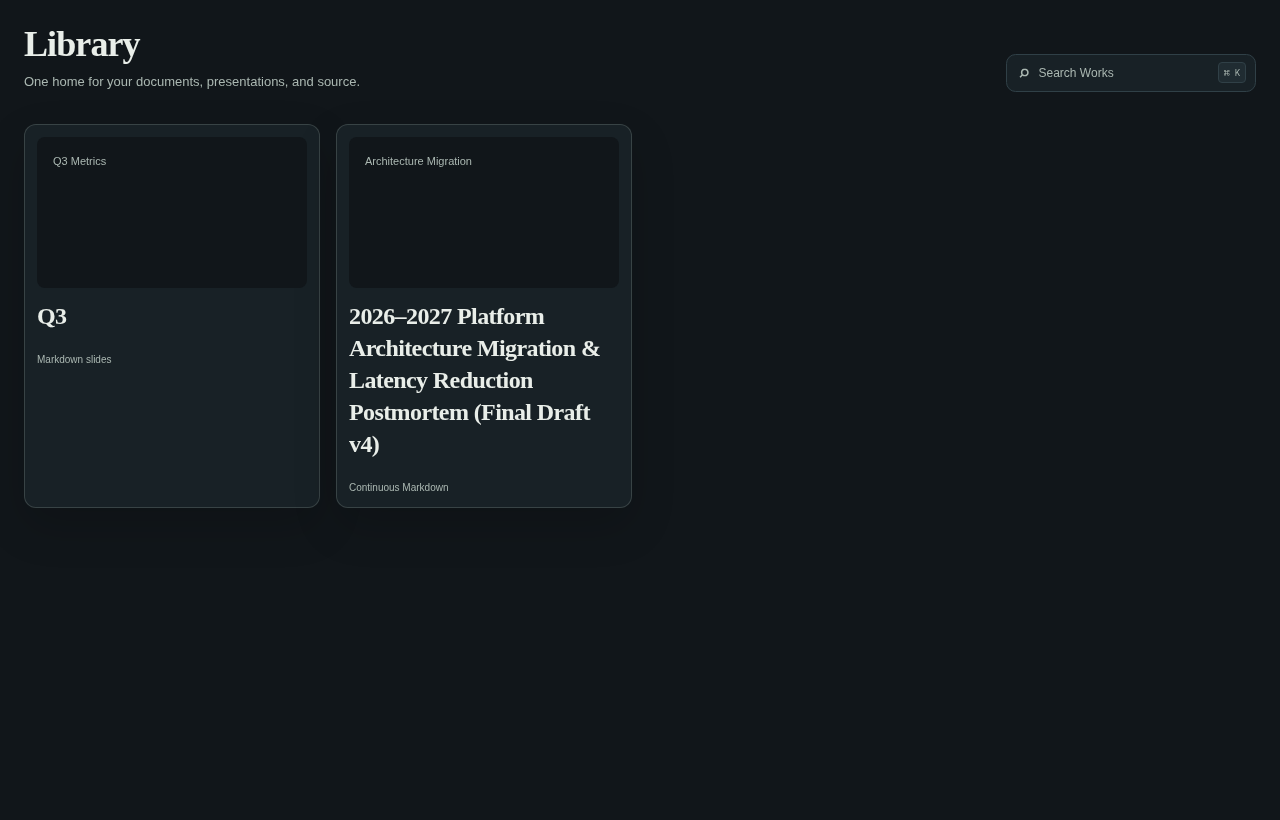 Library
One home for your documents, presentations, and source.
Search Works
⌘ K
Q3 Metrics
Q3
Markdown slides
Architecture Migration
2026–2027 Platform
Architecture Migration &
Latency Reduction
Postmortem (Final Draft
v4)
Continuous Markdown